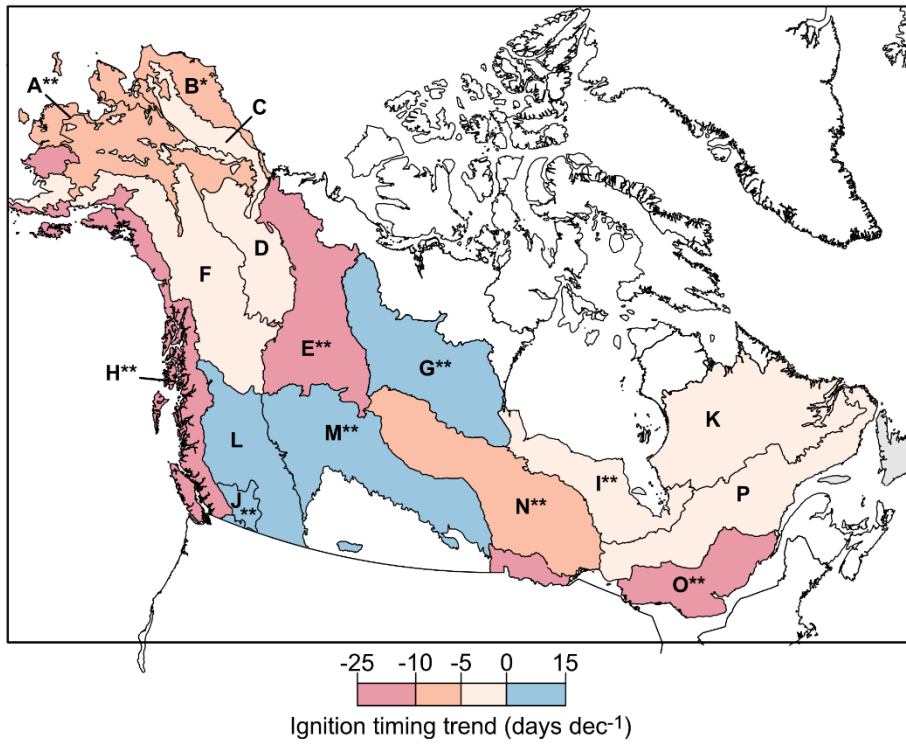 B*
A**
C
D
F
E**
G**
H**
K
L
M**
I**
P
J
**
N**
O**
-25 -10 -5 0 15
Ignition timing trend (days dec-1)